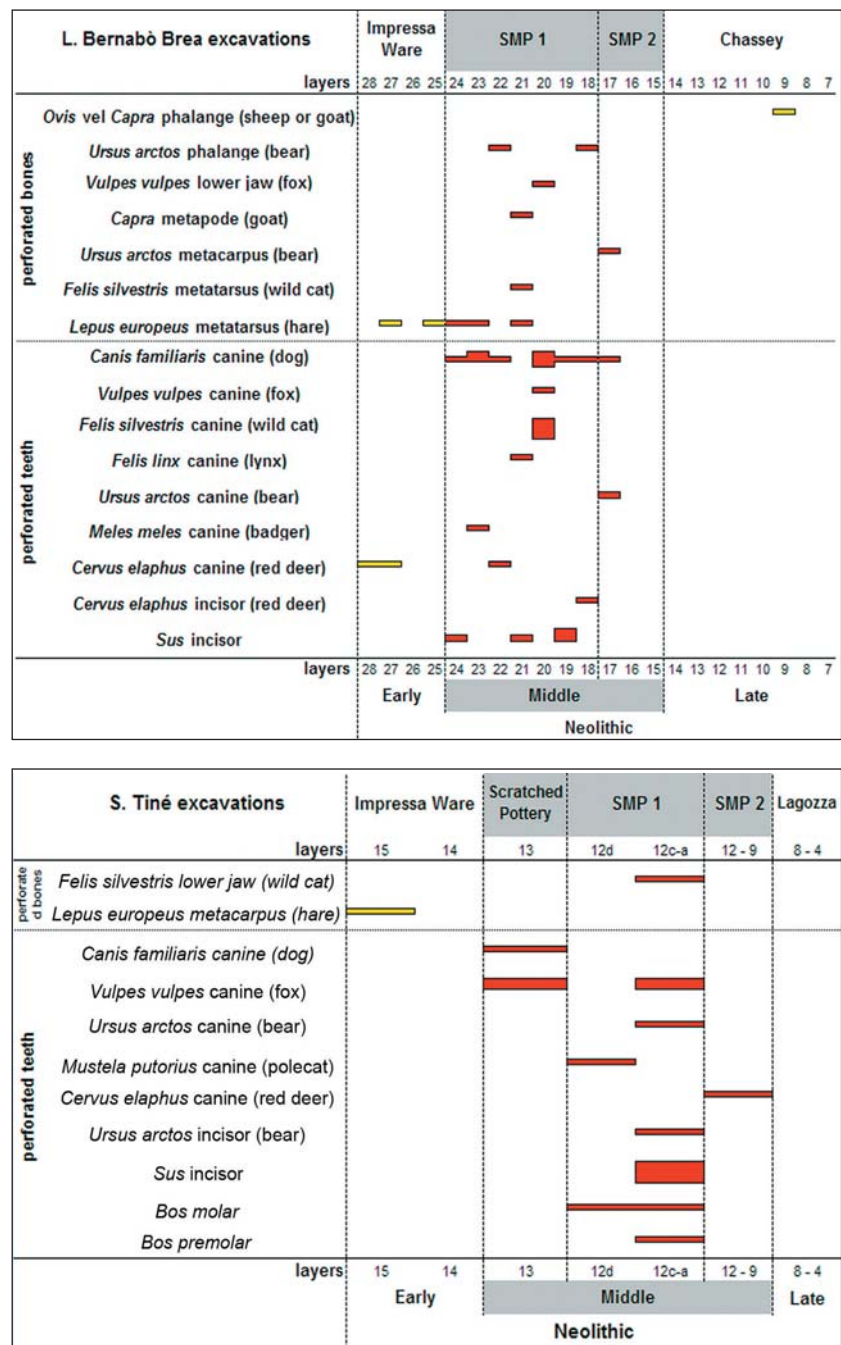 L. Bernabò Brea excavations
Impressa Ware
SMP 1
SMP 2
Chassey
layers 28 27 26 25 24 23 22 21 20 19 18 17 16 15 14 13 12 11 10 9 8 7
perforated bones
Ovis vel Capra phalange (sheep or goat)
Ursus arctos phalange (bear)
Vulpes vulpes lower jaw (fox)
Capra metapode (goat)
Ursus arctos metacarpus (bear)
Felis silvestris metatarsus (wild cat)
Lepus europeus metatarsus (hare)
perforated teeth
Canis familiaris canine (dog)
Vulpes vulpes canine (fox)
Felis silvestris canine (wild cat)
Felis linx canine (lynx)
Ursus arctos canine (bear)
Meles meles canine (badger)
Cervus elaphus canine (red deer)
Cervus elaphus incisor (red deer)
Sus incisor
layers 28 27 26 25 24 23 22 21 20 19 18 17 16 15 14 13 12 11 10 9 8 7
Early Middle Late
Neolithic
S. Tiné excavations
Impressa Ware
Scratched
Pottery
SMP 1
SMP 2
Lagozza
layers 15 14 13 12d 12c-a 12 - 9 8 - 4
perforate
d bones
Felis silvestris lower jaw (wild cat)
Lepus europeus metacarpus (hare)
perforated teeth
Canis familiaris canine (dog)
Vulpes vulpes canine (fox)
Ursus arctos canine (bear)
Mustela putorius canine (polecat)
Cervus elaphus canine (red deer)
Ursus arctos incisor (bear)
Sus incisor
Bos molar
Bos premolar
layers 15 14 13 12d 12c-a 12 - 9 8 - 4
Early Middle Late
Neolithic